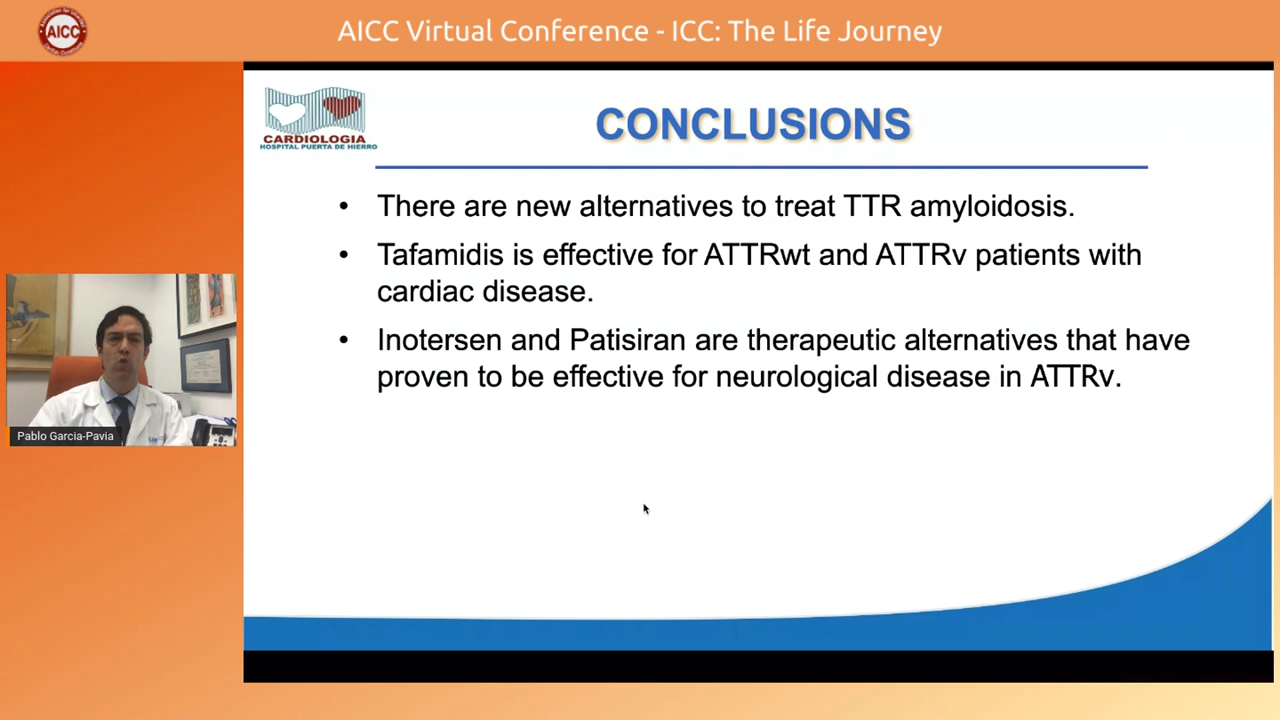 AICC
AICC Virtual Conference - ICC: The Life Journey
CARDIOLOGIA
HOSPITAL PUERTA DE HIERRO
CONCLUSIONS
• There are new alternatives to treat TTR amyloidosis.
• Tafamidis is effective for ATTRwt and ATTRv patients with
cardiac disease.
• Inotersen and Patisiran are therapeutic alternatives that have
proven to be effective for neurological disease in ATTRv.
Pablo Garcia-Pavia